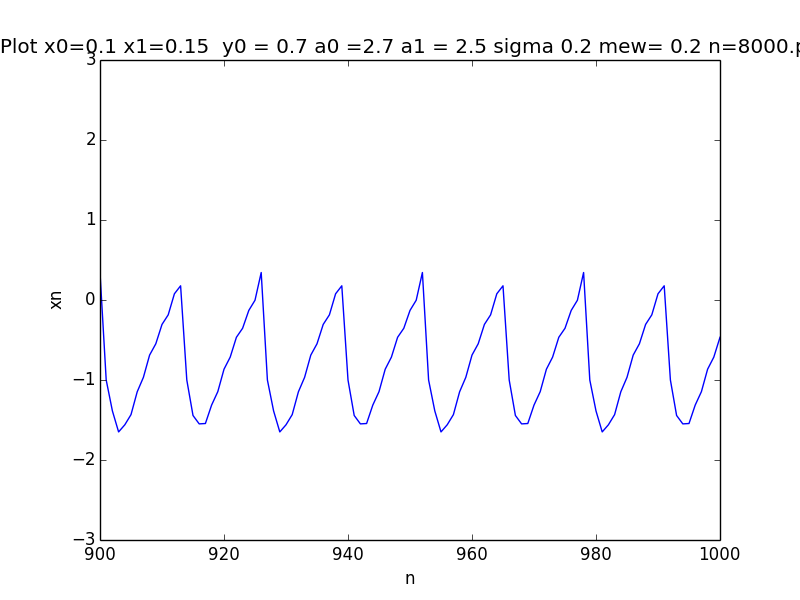 Plot x0=0.1 x1=0.15  y0 = 0.7 a0 =2.7 a1 = 2.5 sigma 0.2 mew= 0.2 n=8000.p
3
2
1
0
−1
−2
−3
xn
900 920 940 960 980 1000
n